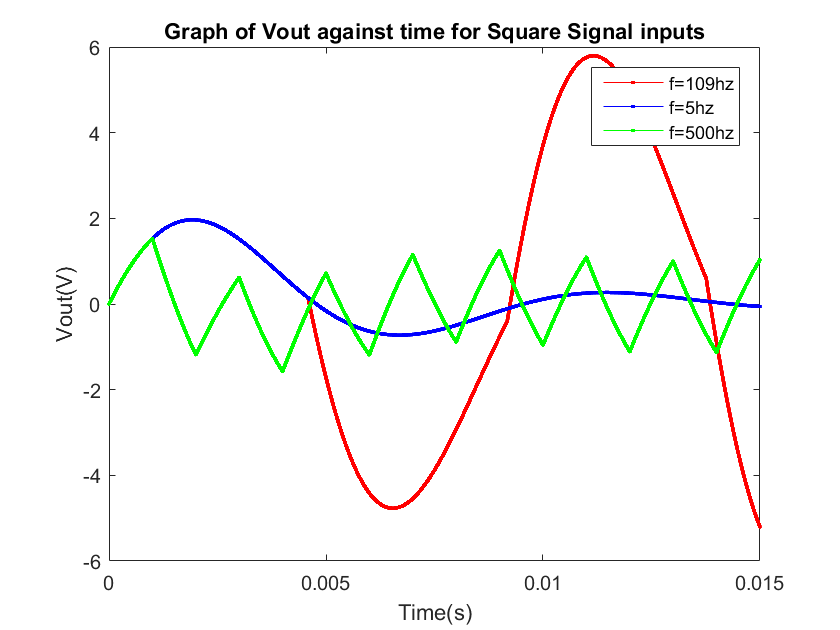 Graph of Vout against time for Square Signal inputs
f=109hz
f=5hz
f=500hz
Vout(V)
6
4
2
0
-2
-4
-6
0
0.005
0.01
0.015
Time(s)